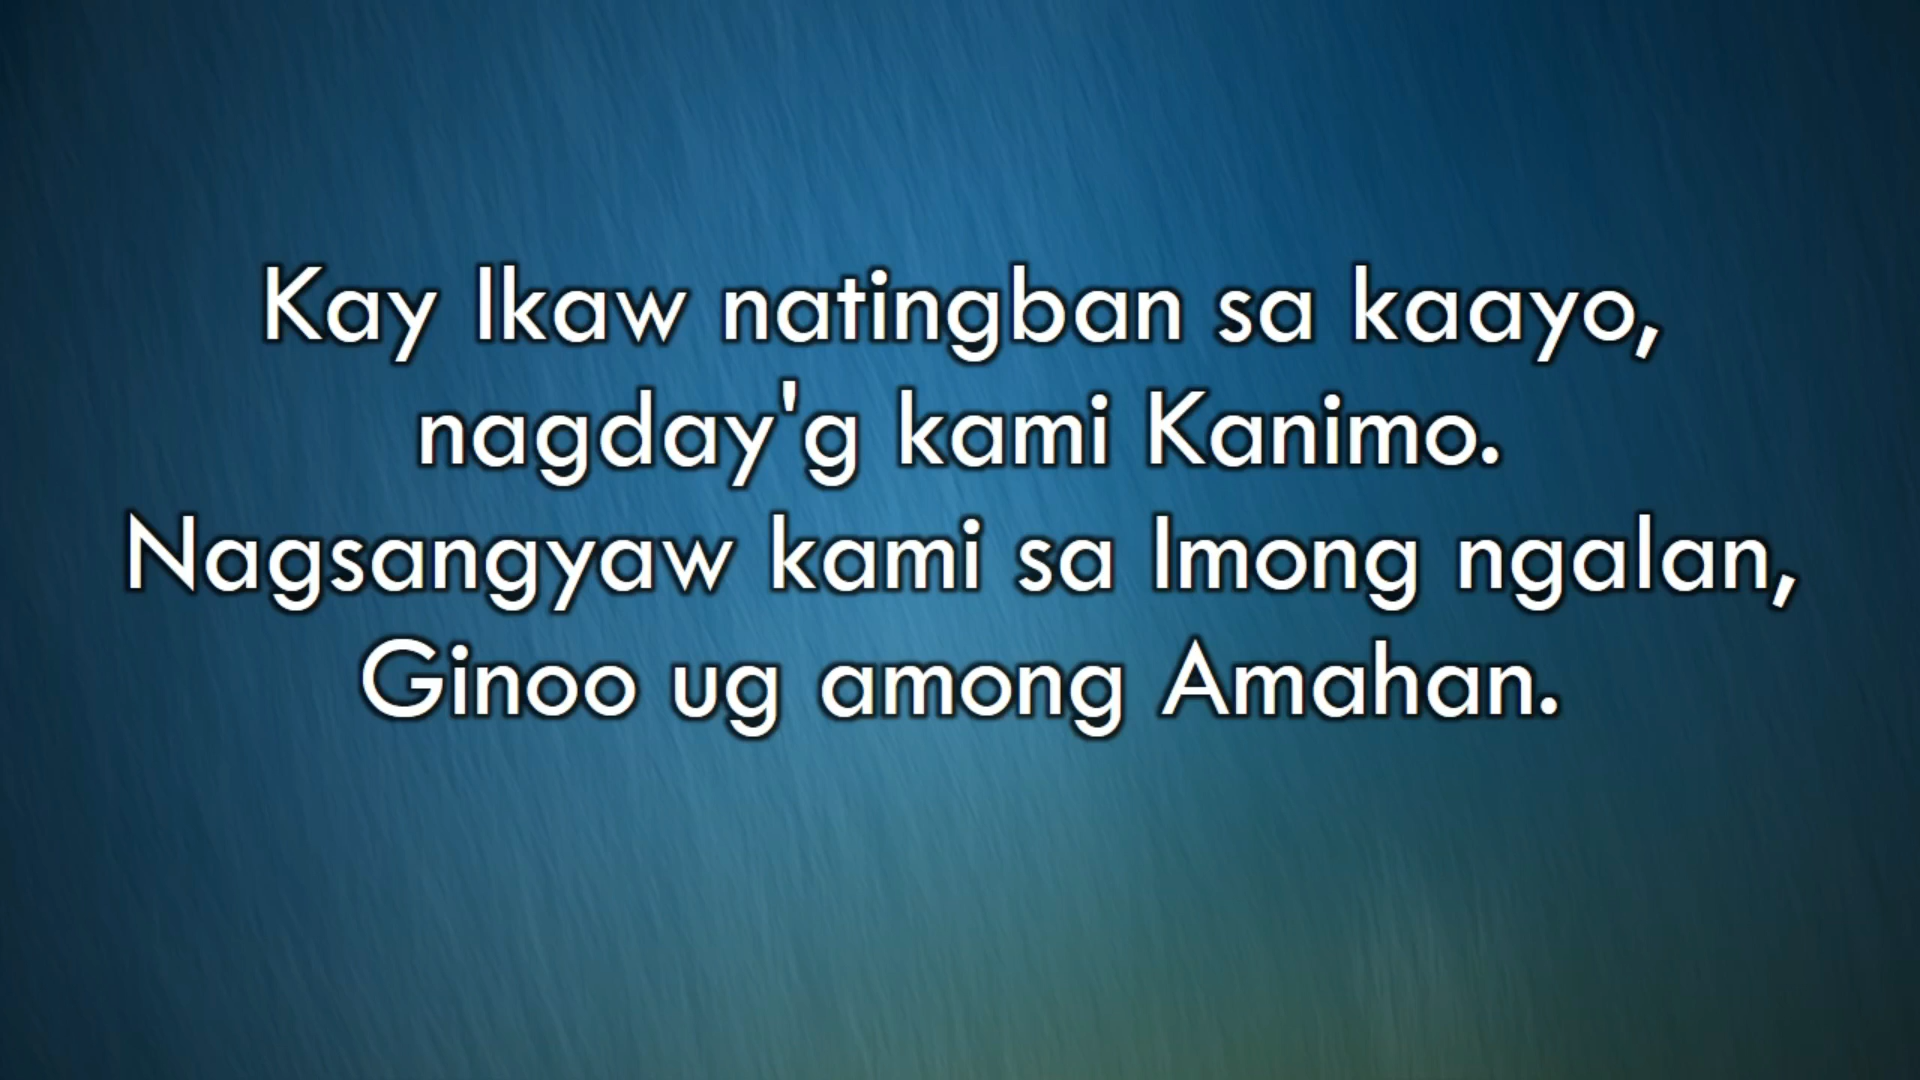 Kay Ikaw natingban sa kaayo,
nagday'g kami Kanimo.
Nagsangyaw kami sa Imong ngalan,
Ginoo ug among Amahan.